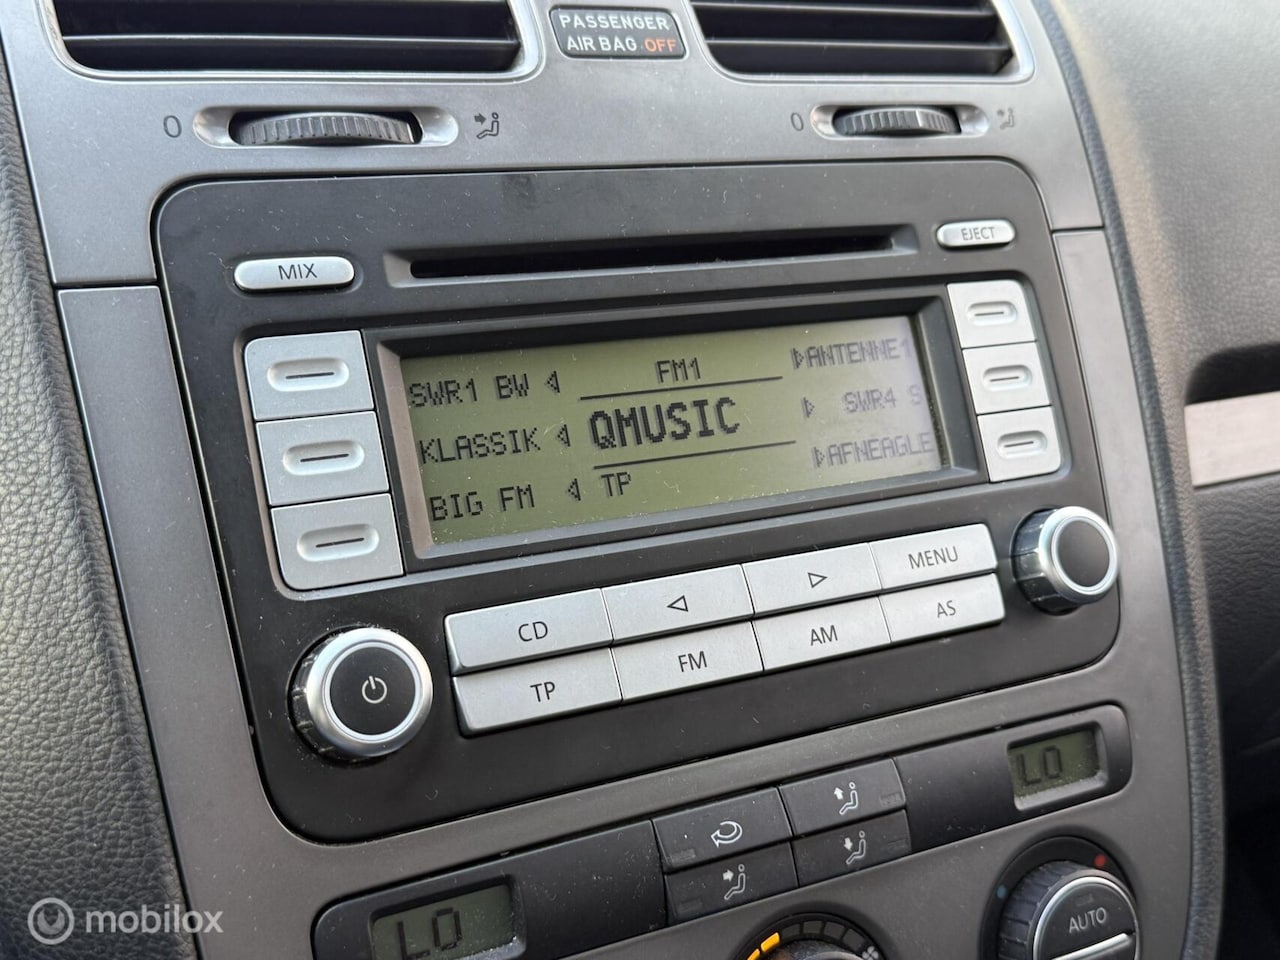 PASSENGER
AIR BAG OFF
0
0
MIX
EJECT
SWR1 BW
FM1
ANTENNE1
KLASSIK
QMUSIC
SWR4 S
BIG FM
TP
AFNEAGLE
CD
MENU
TP
FM
AM
AS
LO
LO
AUTO
mobilox